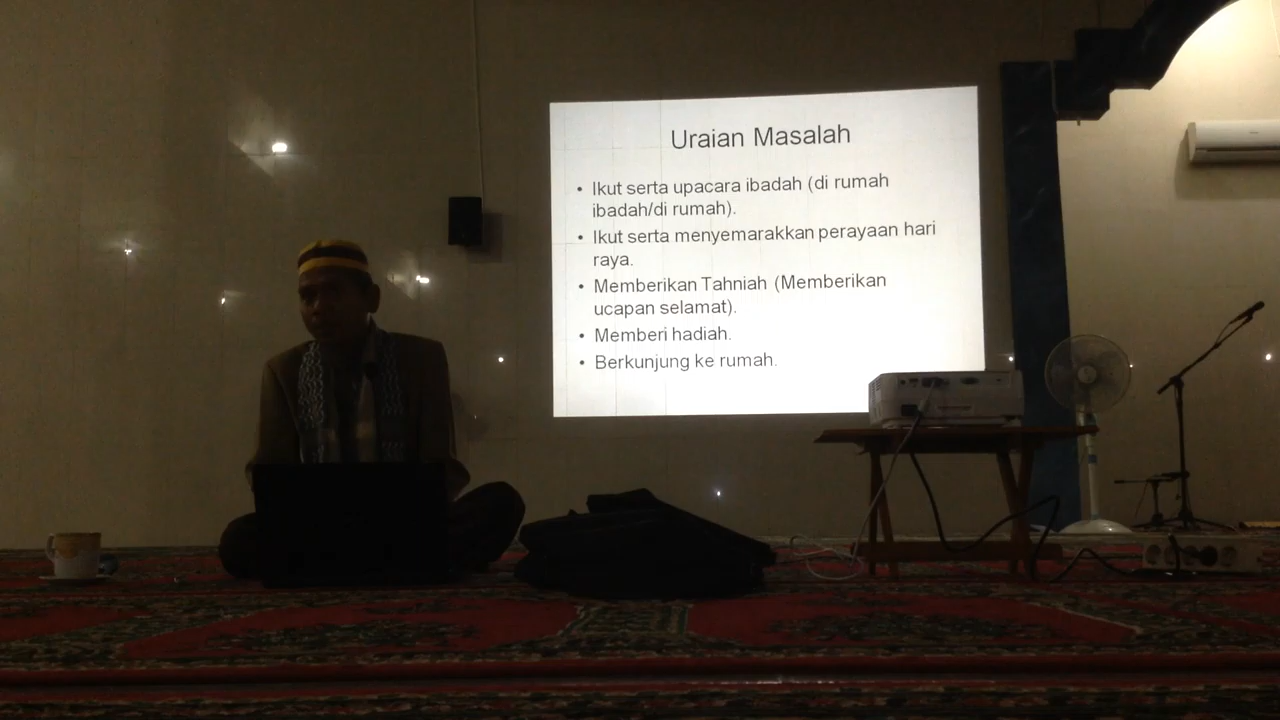 Uraian Masalah
• Ikut serta upacara ibadah (di rumah
ibadah/di rumah).
• Ikut serta menyemarakkan perayaan hari
raya.
• Memberikan Tahniah (Memberikan
ucapan selamat).
• Memberi hadiah.
• Berkunjung ke rumah.